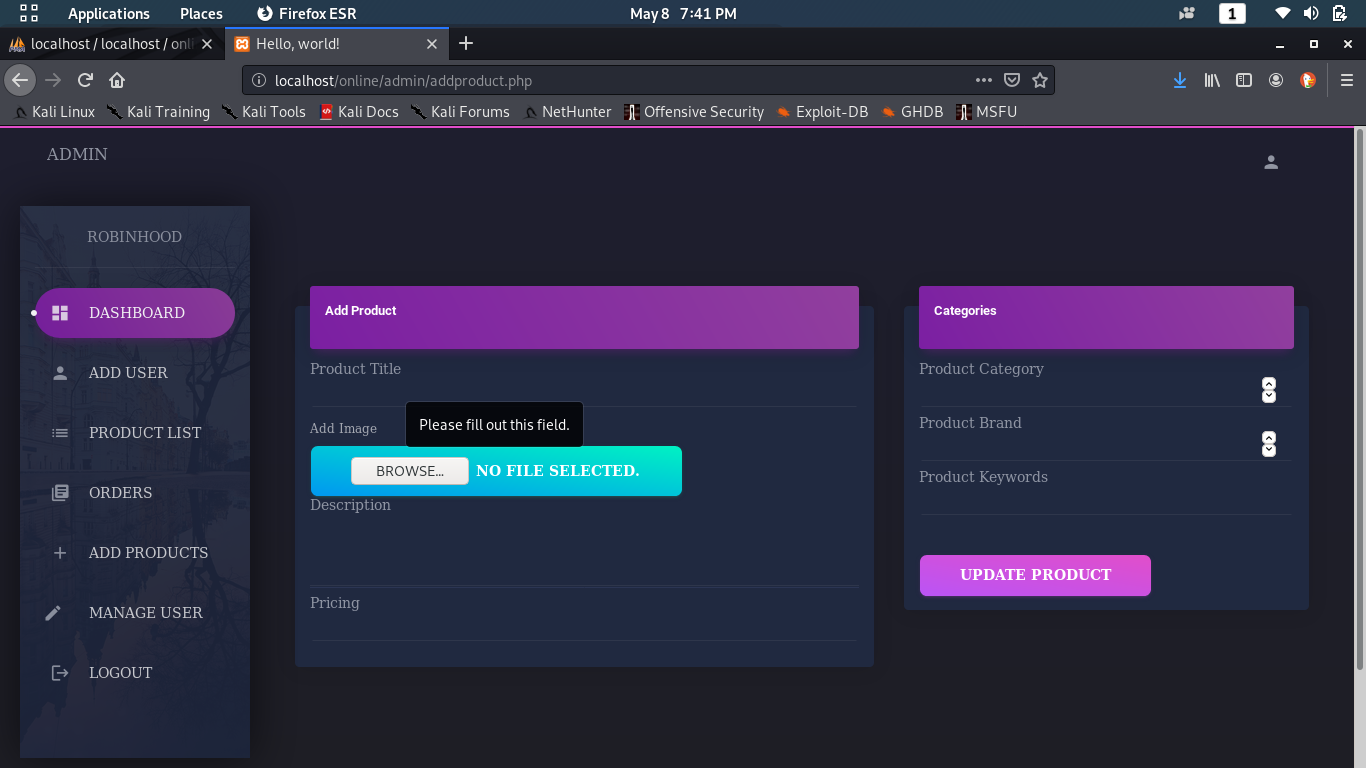 Applications Places Firefox ESR May 8 7:41 PM 1
localhost / localhost / onl Hello, world!
localhost/online/admin/addproduct.php
Kali Linux Kali Training Kali Tools Kali Docs Kali Forums NetHunter Offensive Security Exploit-DB GHDB MSFU
ADMIN
ROBINHOOD
DASHBOARD
ADD USER
PRODUCT LIST
ORDERS
ADD PRODUCTS
MANAGE USER
LOGOUT
Add Product
Product Title
Please fill out this field.
Add Image
BROWSE... NO FILE SELECTED.
Description
Pricing
Categories
Product Category
Product Brand
Product Keywords
UPDATE PRODUCT